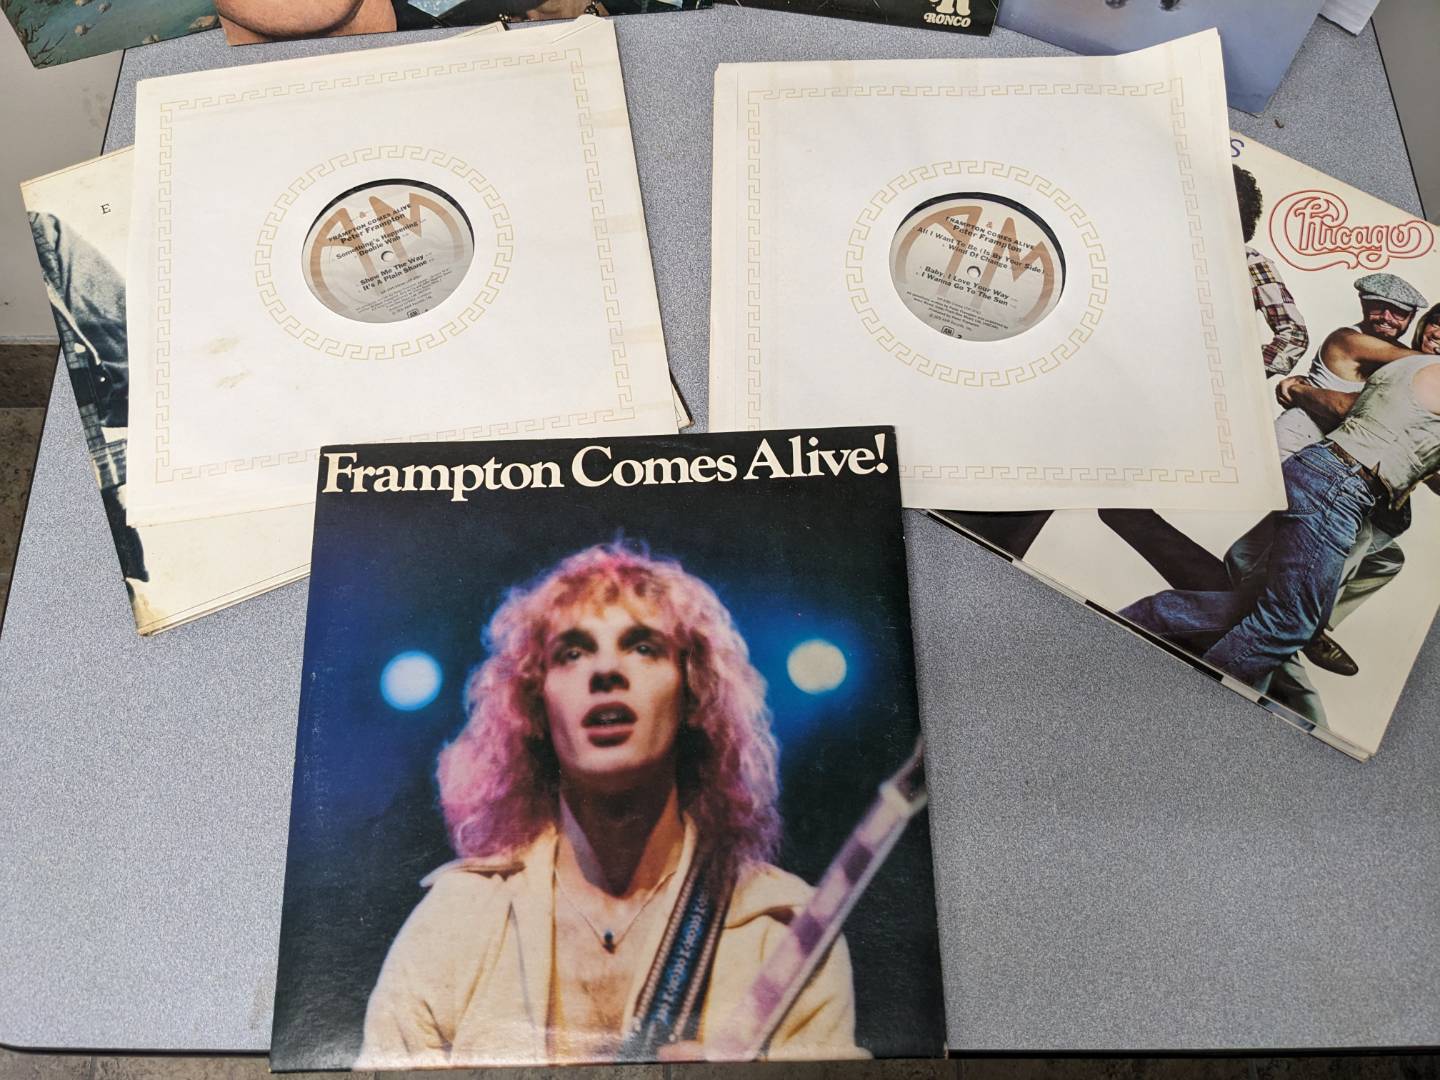 RONCO
E
A&M
FRAMPTON COMES ALIVE
Peter Frampton
Something's Happening
Doobie Wah
Show Me The Way
It's A Plain Shame
A&M
FRAMPTON COMES ALIVE
Peter Frampton
All I Want To Be (Is By Your Side)
Wind Of Change
Baby, I Love Your Way
I Wanna Go To The Sun
S
Chicago
Frampton Comes Alive!